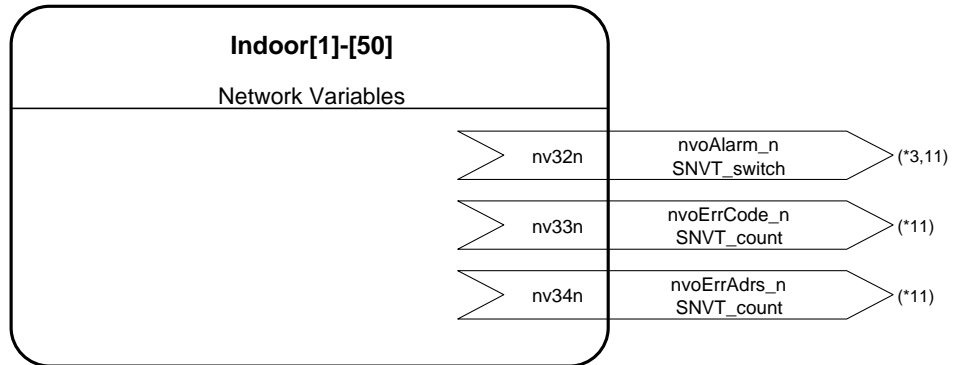 Indoor[1]-[50]
Network Variables
nv32n
nvoAlarm_n
SNVT_switch
(*3,11)
nv33n
nvoErrCode_n
SNVT_count
(*11)
nv34n
nvoErrAdrs_n
SNVT_count
(*11)